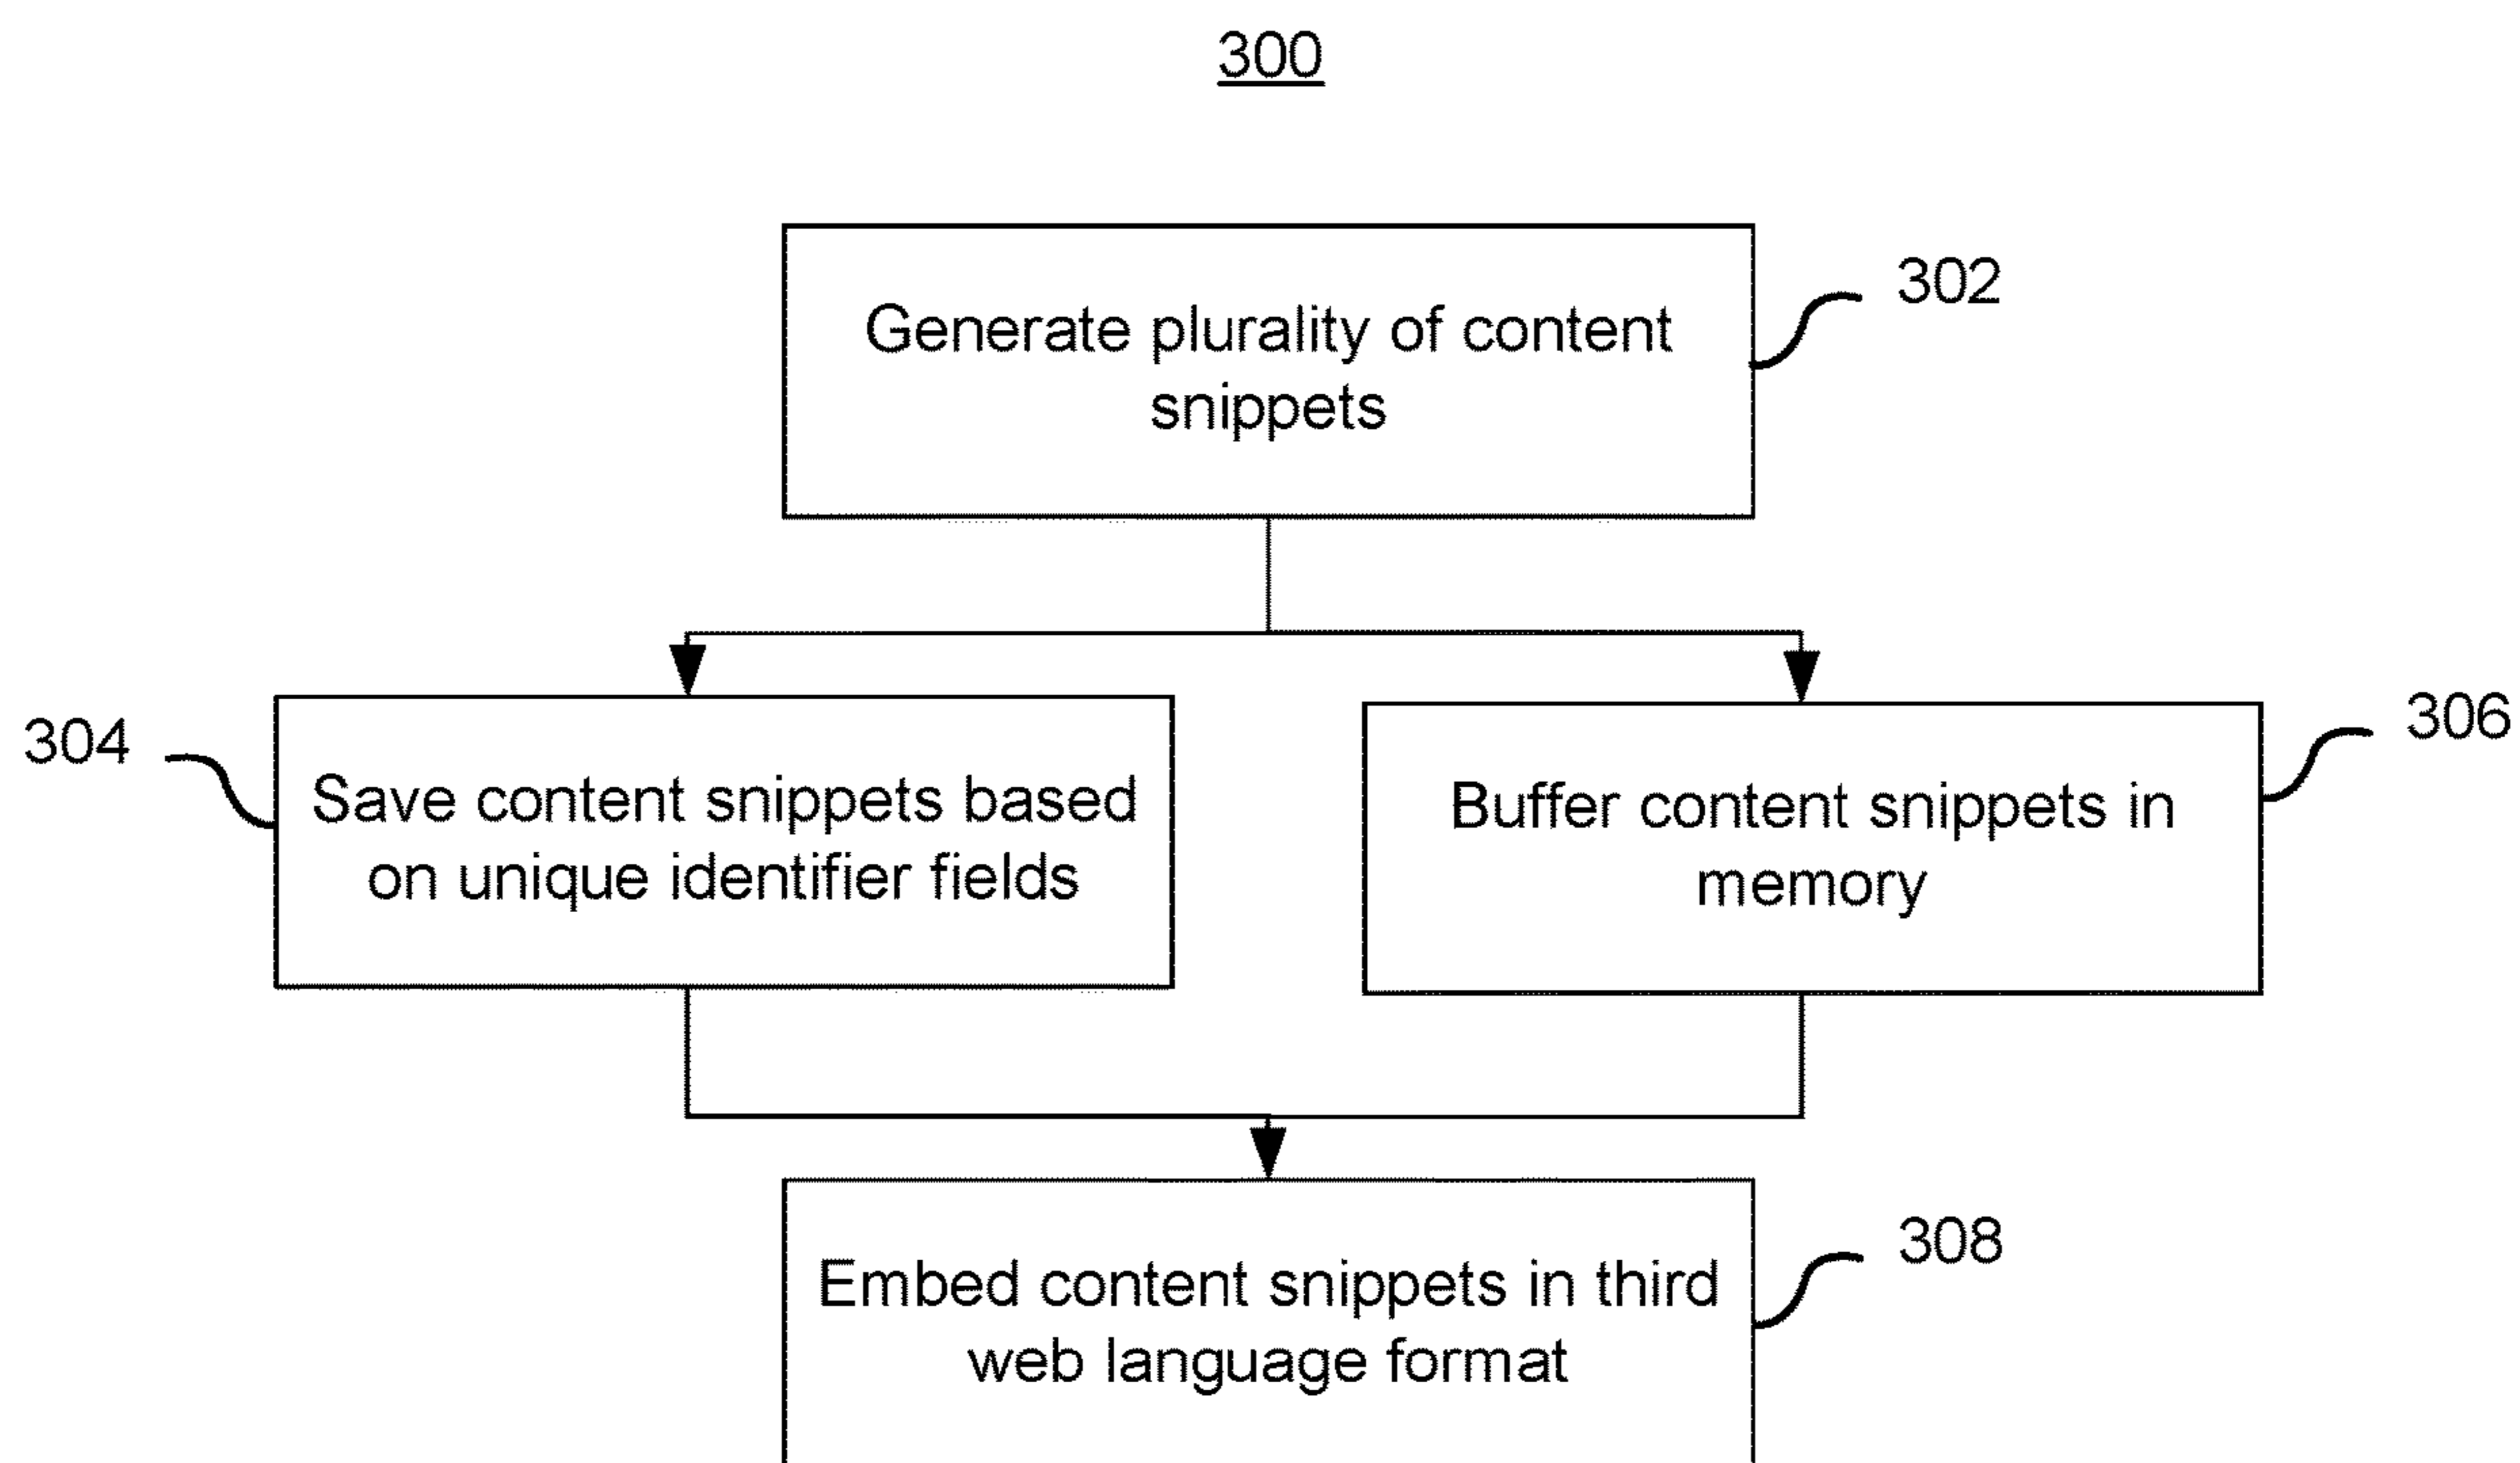 300
Generate plurality of content
snippets
302
304
Save content snippets based
on unique identifier fields
Buffer content snippets in
memory
306
Embed content snippets in third
web language format
308